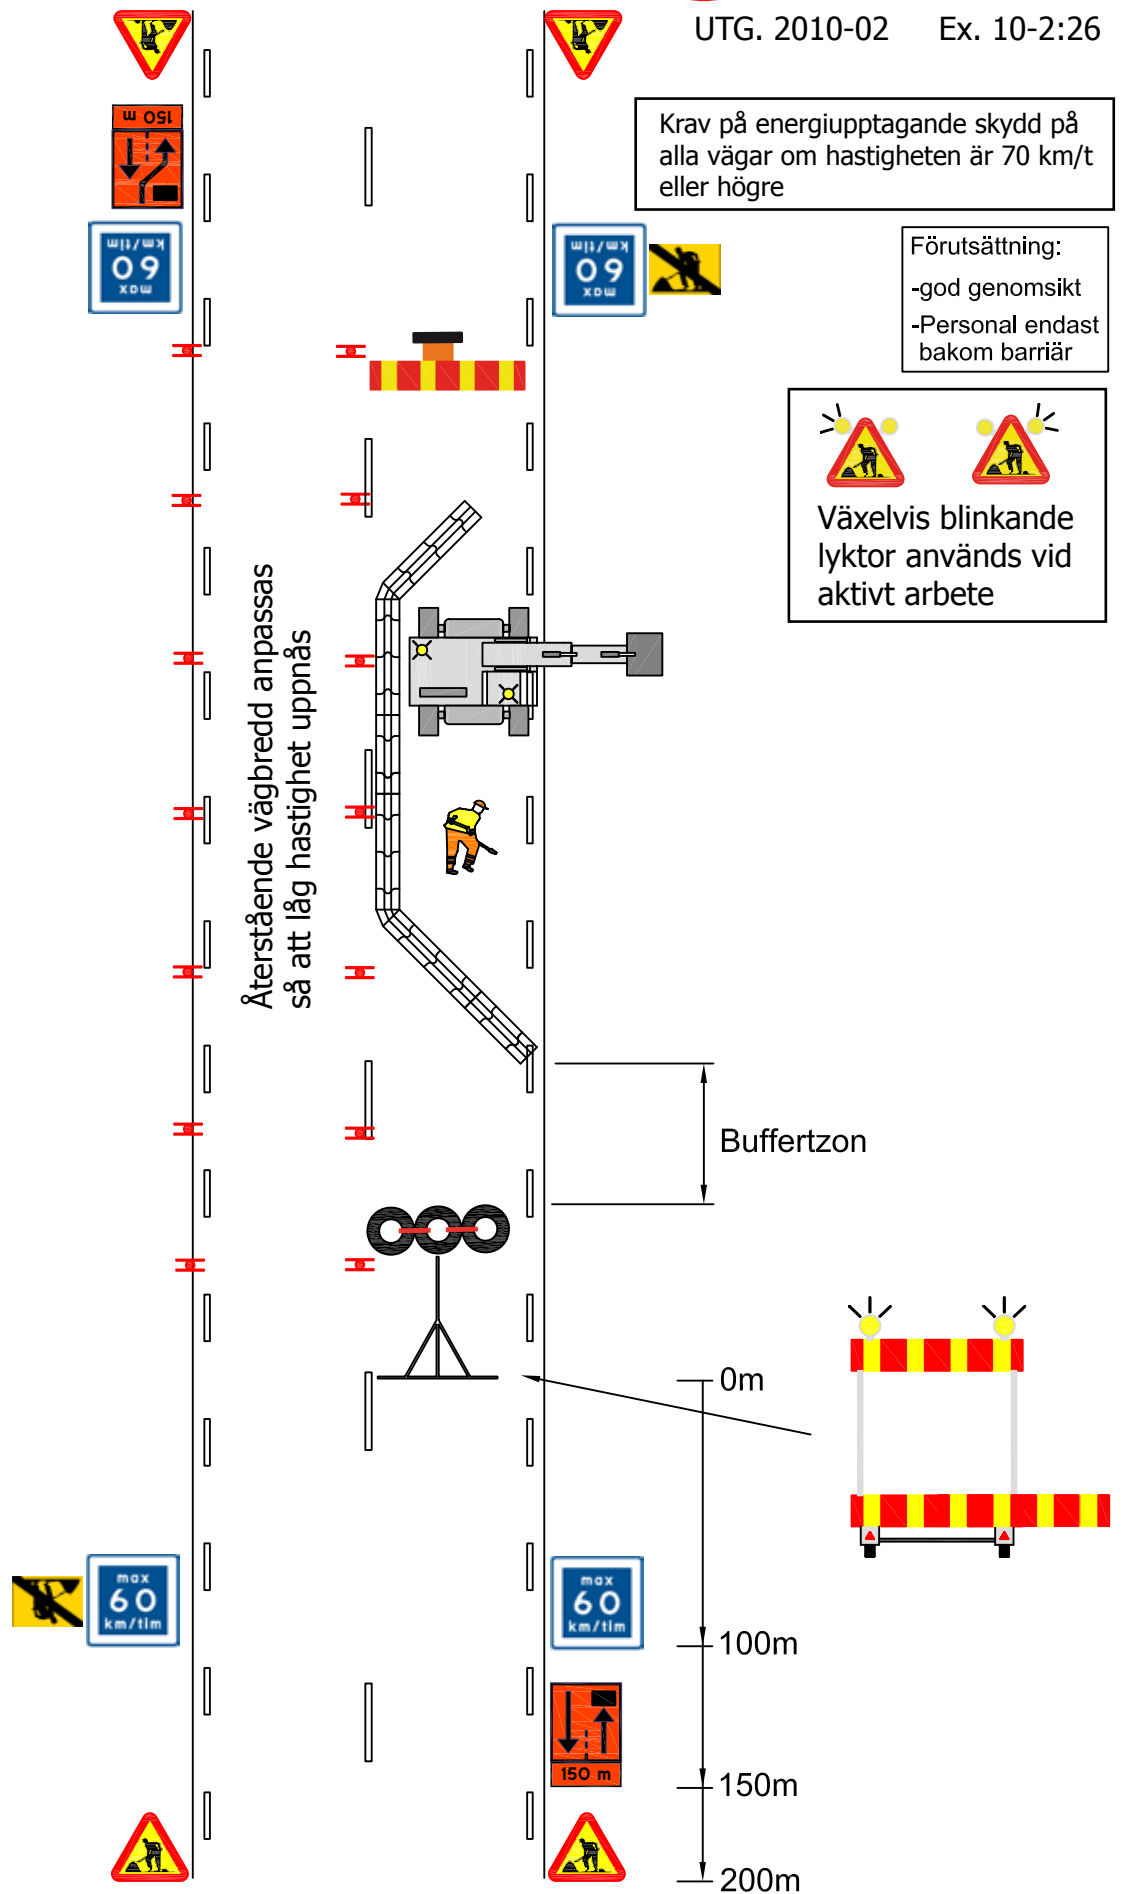 UTG. 2010-02 Ex. 10-2:26
Krav på energiupptagande skydd på
alla vägar om hastigheten är 70 km/t
eller högre
150 m
max
60
km/tim
max
60
km/tim
Förutsättning:
-god genomsikt
-Personal endast
bakom barriär
Växelvis blinkande
lyktor används vid
aktivt arbete
Återstående vägbredd anpassas
så att låg hastighet uppnås
Buffertzon
0m
max
60
km/tim
max
60
km/tim
100m
150 m
150m
200m